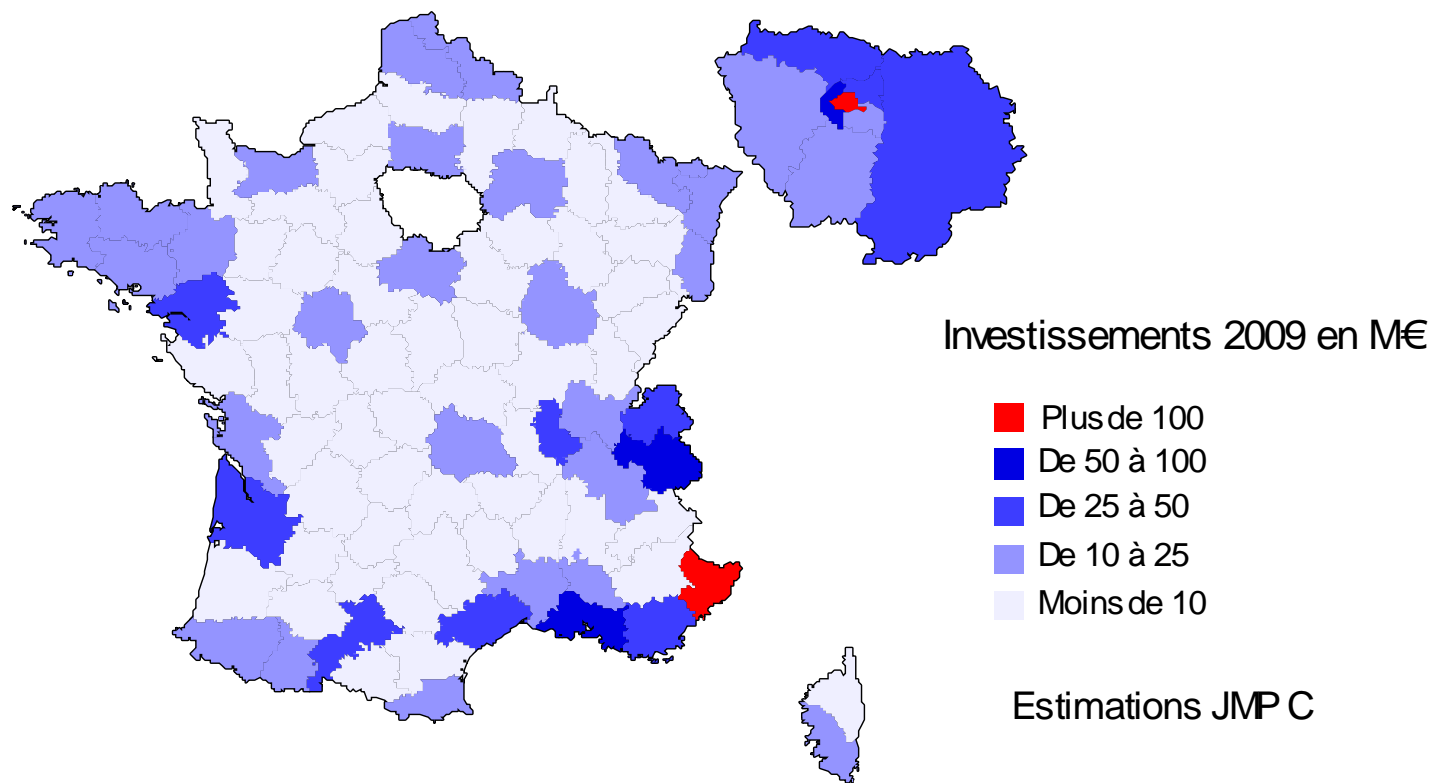 Investissements 2009 en M€
Plus de 100
De 50 à 100
De 25 à 50
De 10 à 25
Moins de 10
Estimations JMP C